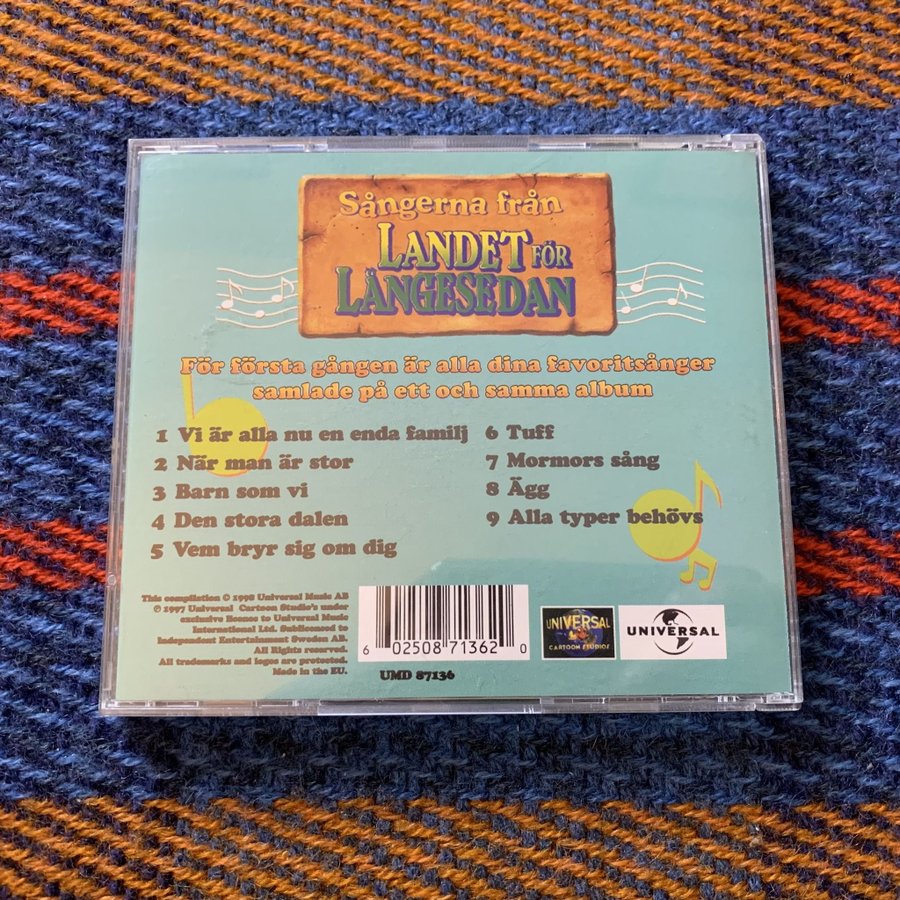 Sångerna från
LANDET FÖR
LÄNGESEDAN
För första gången är alla dina favoritsånger
samlade på ett och samma album
1 Vi är alla nu en enda familj
2 När man är stor
3 Barn som vi
4 Den stora dalen
5 Vem bryr sig om dig
6 Tuff
7 Mormors sång
8 Ägg
9 Alla typer behövs
This compilation © 1998 Universal Music AB
℗ 1997 Universal Cartoon Studio's under
exclusive licence to Universal Music
International Ltd. Sublicensed to
Independent Entertainment Sweden AB.
All Rights reserved.
All trademarks and logos are protected.
Made in the EU.
6 02508 71362 0
UMD 87136
UNIVERSAL
CARTOON STUDIOS
UNIVERSAL